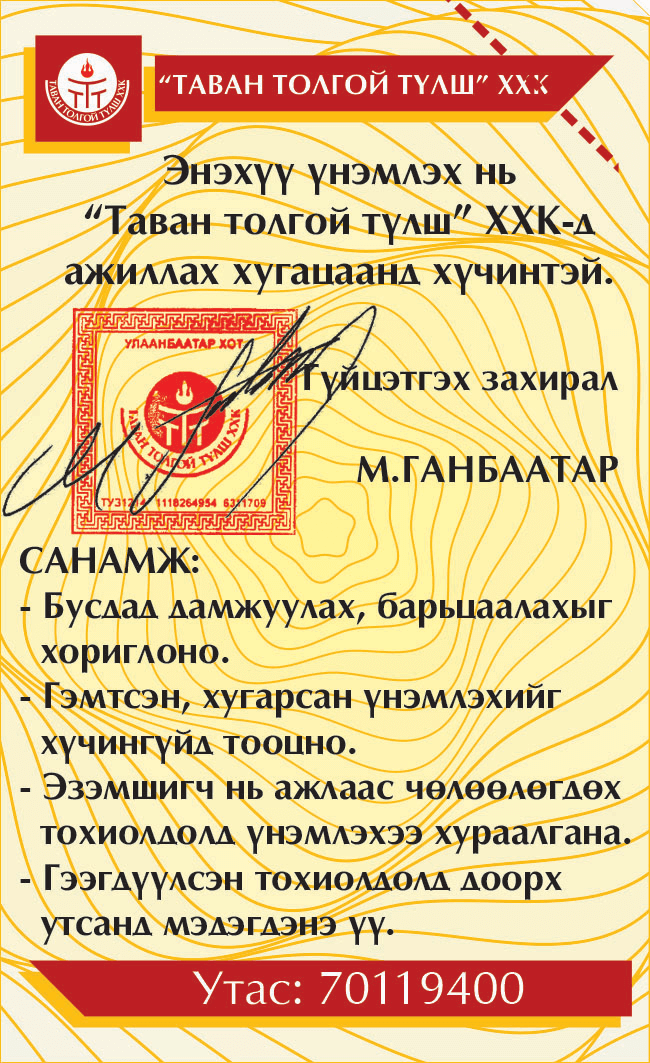 ТАВАН ТОЛГОЙ ТҮЛШ ХХК
“ТАВАН ТОЛГОЙ ТҮЛШ” ХХК
Энэхүү үнэмлэх нь
“Таван толгой түлш” ХХК-д
ажиллах хугацаанд хүчинтэй.
УЛААНБААТАР ХОТ
ТАВАН ТОЛГОЙ ТҮЛШ ХХК
1118264954
Гүйцэтгэх захирал
М.ГАНБААТАР
САНАМЖ:
- Бусдад дамжуулах, барьцаалахыг
хориглоно.
- Гэмтсэн, хугарсан үнэмлэхийг
хүчингүйд тооцно.
- Эзэмшигч нь ажлаас чөлөөлөгдөх
тохиолдолд үнэмлэхээ хураалгана.
- Гээгдүүлсэн тохиолдолд доорх
утсанд мэдэгдэнэ үү.
Утас: 70119400